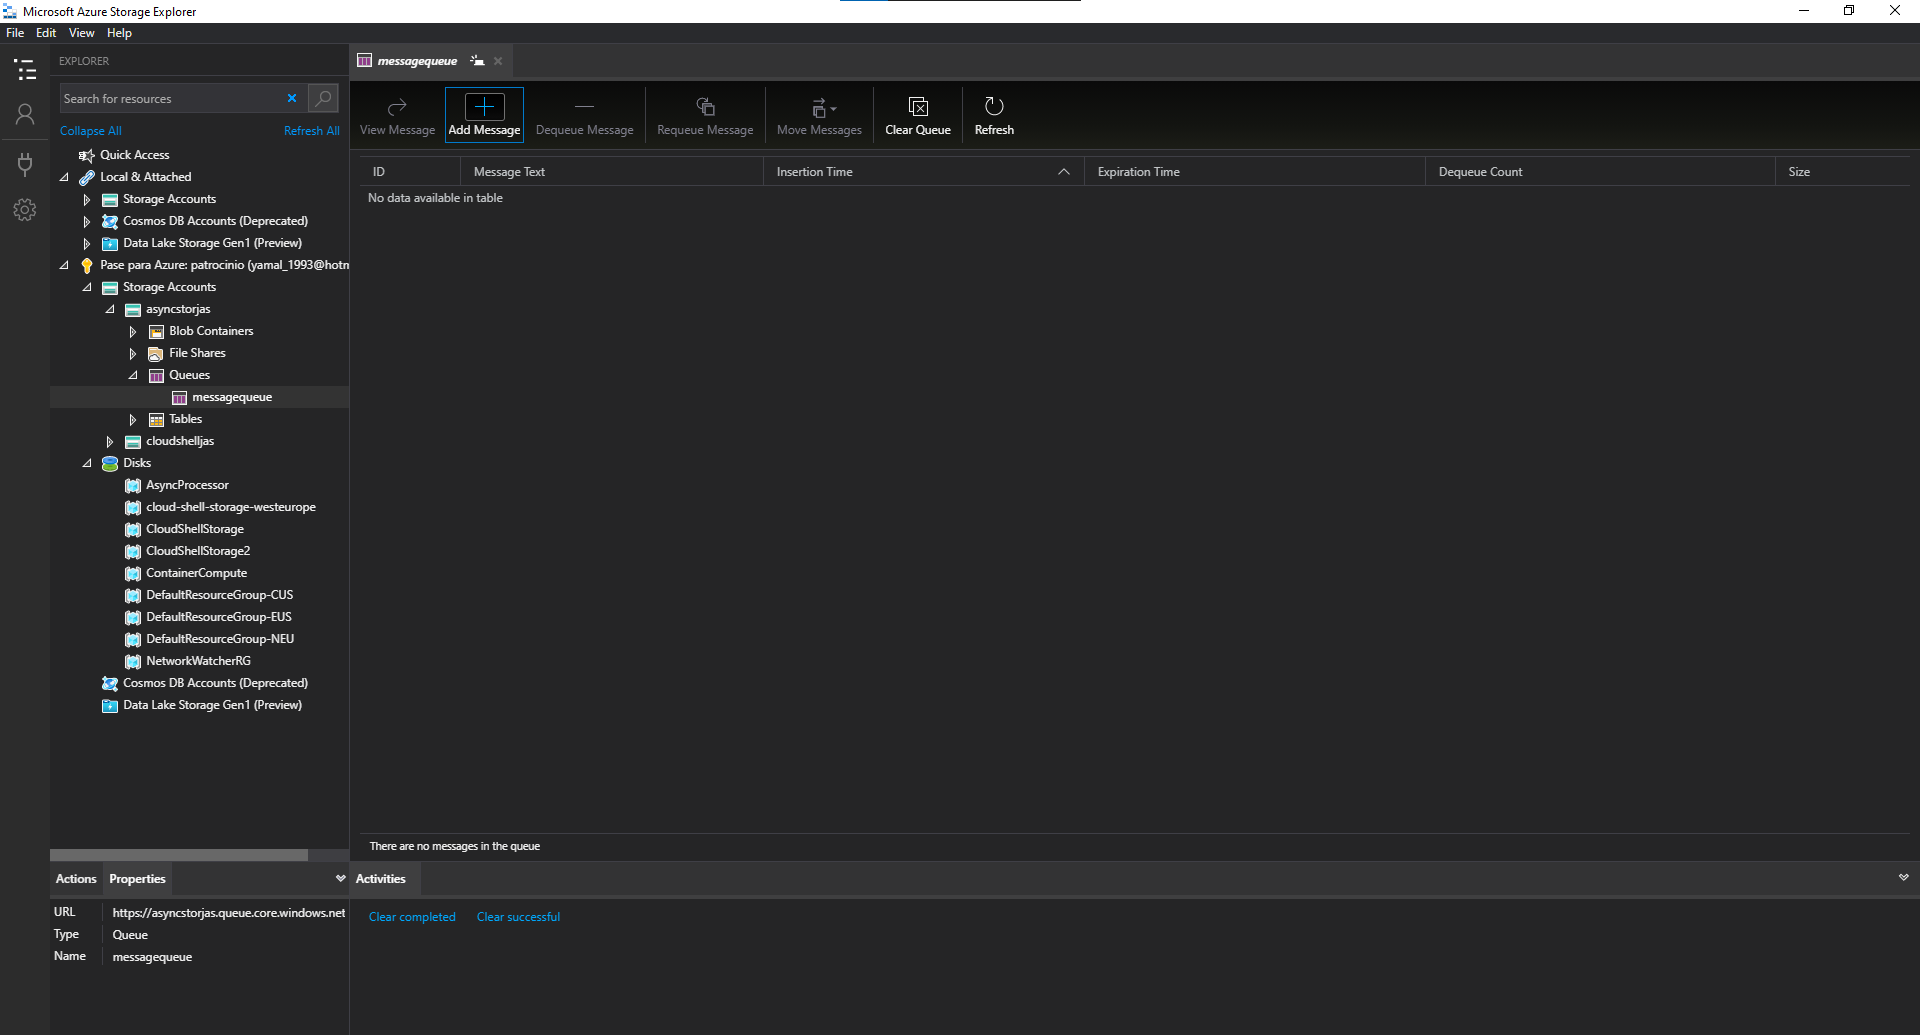 Microsoft Azure Storage Explorer
File Edit View Help
EXPLORER
Search for resources
Collapse All Refresh All
Quick Access
Local & Attached
Storage Accounts
Cosmos DB Accounts (Deprecated)
Data Lake Storage Gen1 (Preview)
Pase para Azure: patrocinio (yamal_1993@hotm
Storage Accounts
asyncstorjas
Blob Containers
File Shares
Queues
messagequeue
Tables
cloudshelljas
Disks
AsyncProcessor
cloud-shell-storage-westeurope
CloudShellStorage
CloudShellStorage2
ContainerCompute
DefaultResourceGroup-CUS
DefaultResourceGroup-EUS
DefaultResourceGroup-NEU
NetworkWatcherRG
Cosmos DB Accounts (Deprecated)
Data Lake Storage Gen1 (Preview)
Actions Properties
URL https://asyncstorjas.queue.core.windows.net
Type Queue
Name messagequeue
messagequeue
View Message Add Message Dequeue Message Requeue Message Move Messages Clear Queue Refresh
ID Message Text Insertion Time Expiration Time Dequeue Count Size
No data available in table
There are no messages in the queue
Activities
Clear completed Clear successful